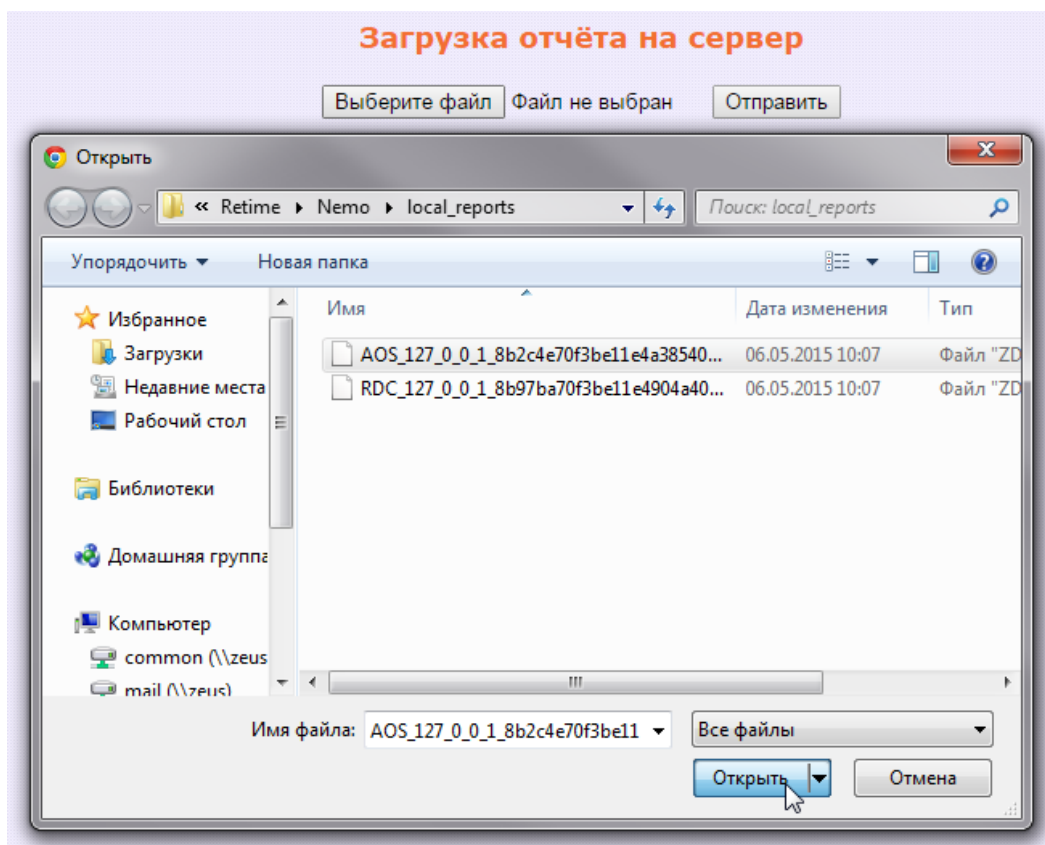 Загрузка отчёта на сервер
Выберите файл Файл не выбран Отправить
Открыть
« Retime Nemo local_reports Поиск: local_reports
Упорядочить Новая папка
Имя Дата изменения Тип
Избранное
Загрузки AOS_127_0_0_1_8b2c4e70f3be11e4a38540... 06.05.2015 10:07 Файл "ZD
Недавние места RDC_127_0_0_1_8b97ba70f3be11e4904a40... 06.05.2015 10:07 Файл "ZD
Рабочий стол
Библиотеки
Домашняя группа
Компьютер
common (\\zeus
mail (\\zeus)
Имя файла: AOS_127_0_0_1_8b2c4e70f3be11 Все файлы
Открыть Отмена